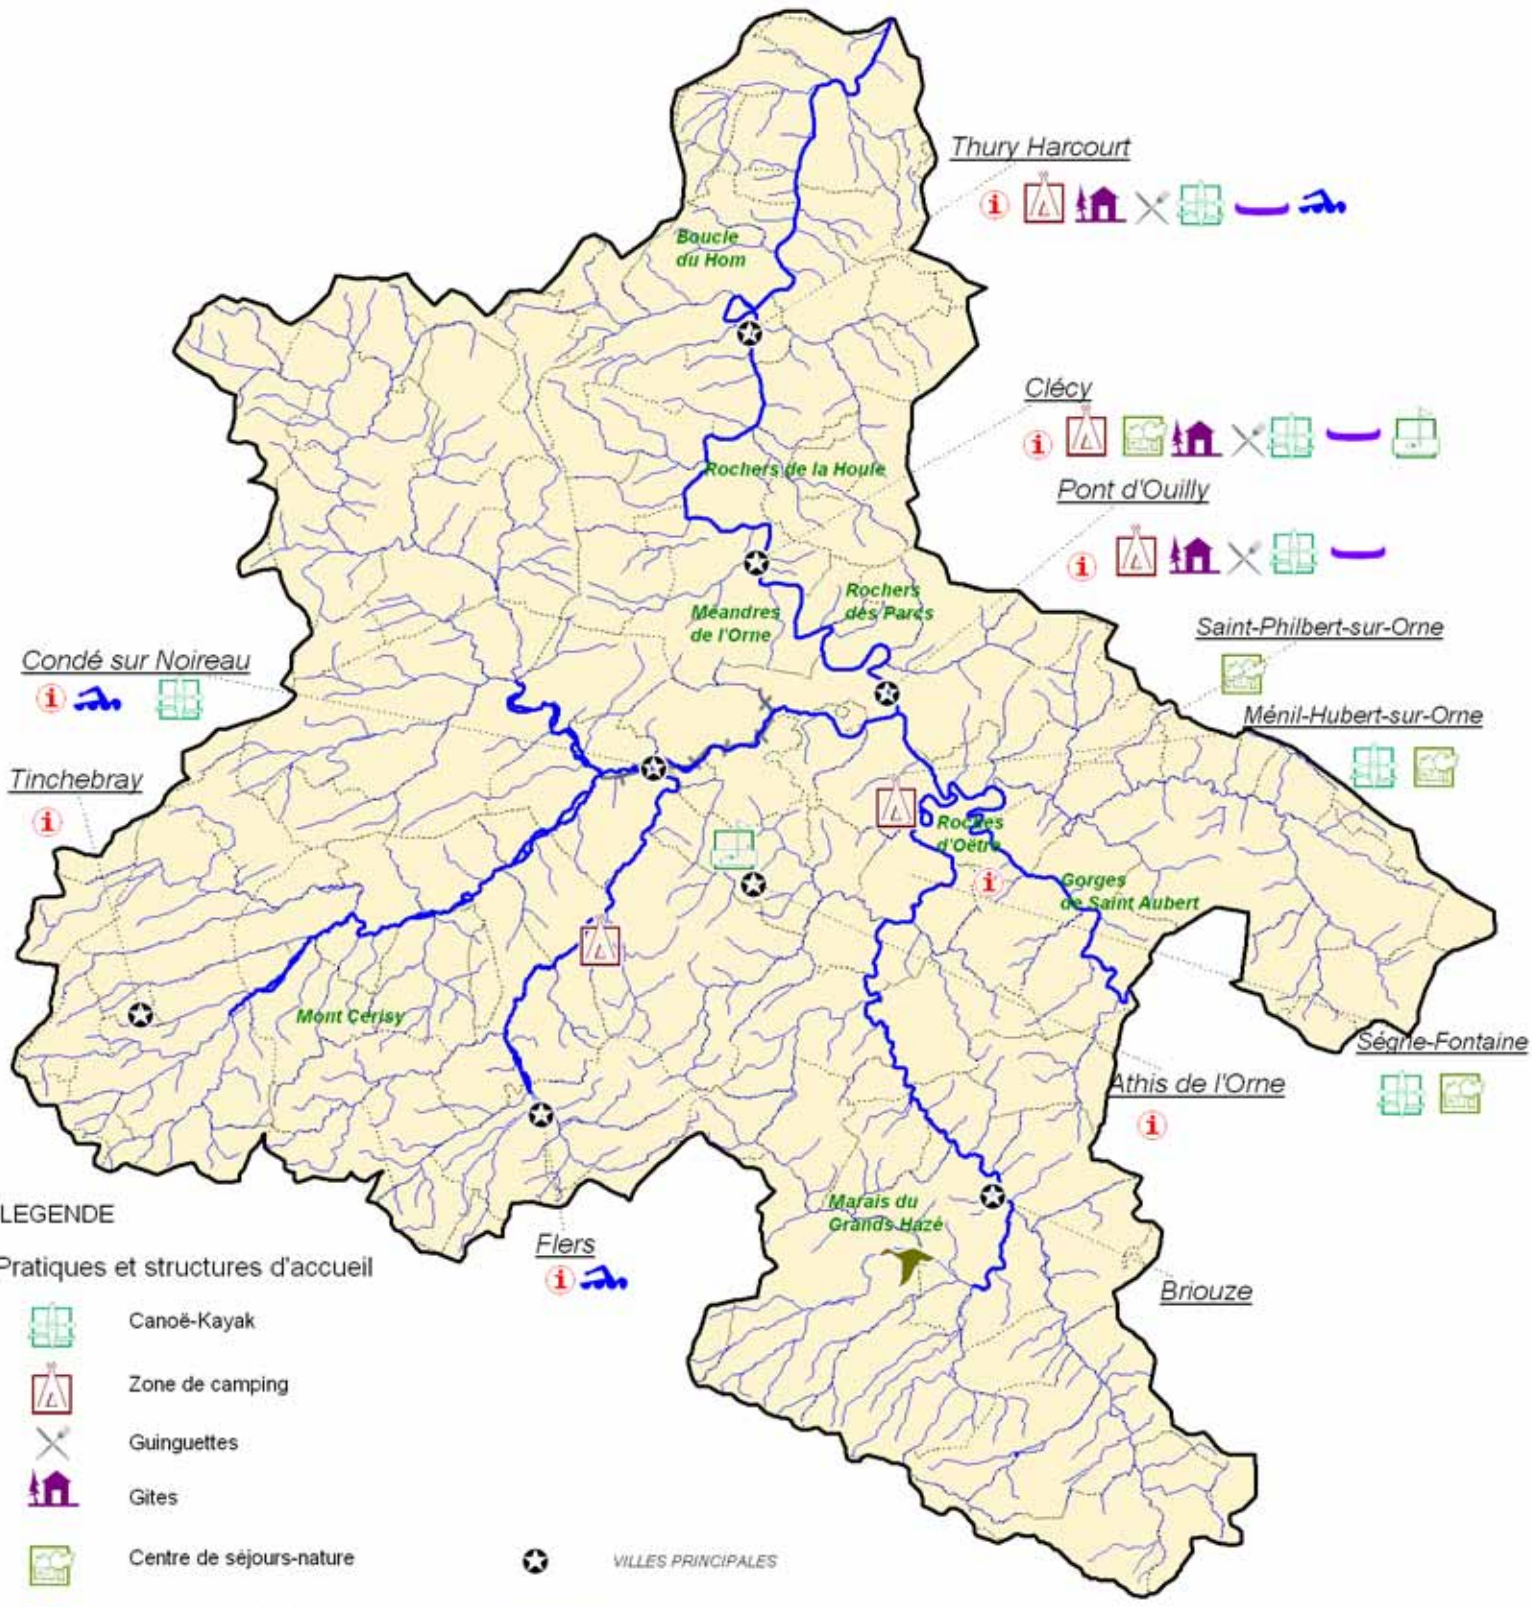 Thury Harcourt
Boucle
du Hom
Clécy
Rochers de la Houle
Pont d'Ouilly
Rochers
des Parcs
Méandres
de l'Orne
Saint-Philbert-sur-Orne
Condé sur Noireau
Ménil-Hubert-sur-Orne
Tinchebray
Roches
d'Oëtre
Gorges
de Saint Aubert
Mont Cerisy
Ségrie-Fontaine
Athis de l'Orne
Marais du
Grands Hazé
LEGENDE
Flers
Pratiques et structures d'accueil
Briouze
Canoë-Kayak
Zone de camping
Guinguettes
Gites
Centre de séjours-nature
VILLES PRINCIPALES